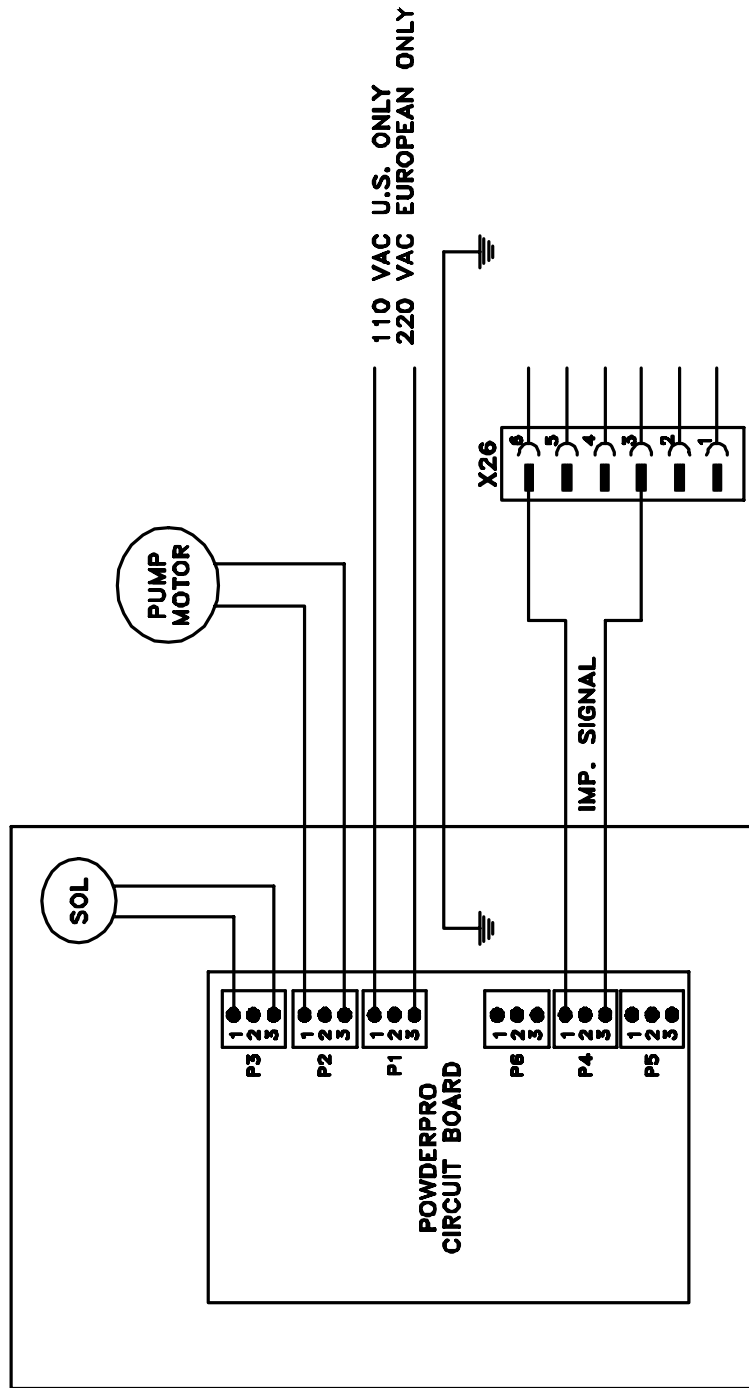 SOL
PUMP
MOTOR
110 VAC U.S. ONLY
220 VAC EUROPEAN ONLY
P3
1
2
3
P2
1
2
3
P1
1
2
3
P6
1
2
3
P4
1
2
3
P5
1
2
3
POWDERPRO
CIRCUIT BOARD
IMP. SIGNAL
X26
6
5
4
3
2
1